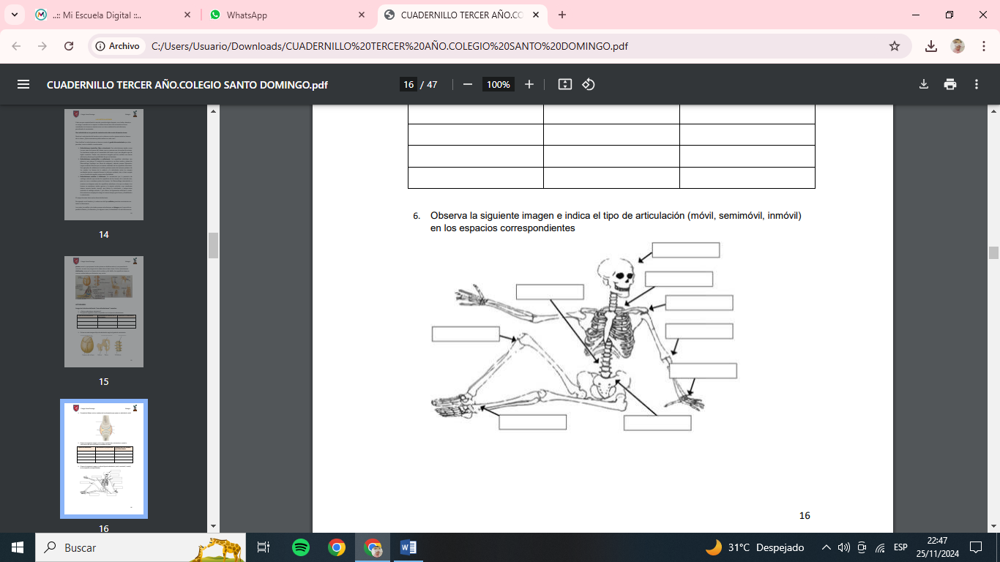 ..:: Mi Escuela Digital ::..
WhatsApp
CUADERNILLO TERCER AÑO.CO
Archivo
C:/Users/Usuario/Downloads/CUADERNILLO%20TERCER%20AÑO.COLEGIO%20SANTO%20DOMINGO.pdf
CUADERNILLO TERCER AÑO.COLEGIO SANTO DOMINGO.pdf
16 / 47
100%
14
15
16
6. Observa la siguiente imagen e indica el tipo de articulación (móvil, semimóvil, inmóvil)
en los espacios correspondientes
16
Buscar
31°C Despejado
ESP
22:47
25/11/2024